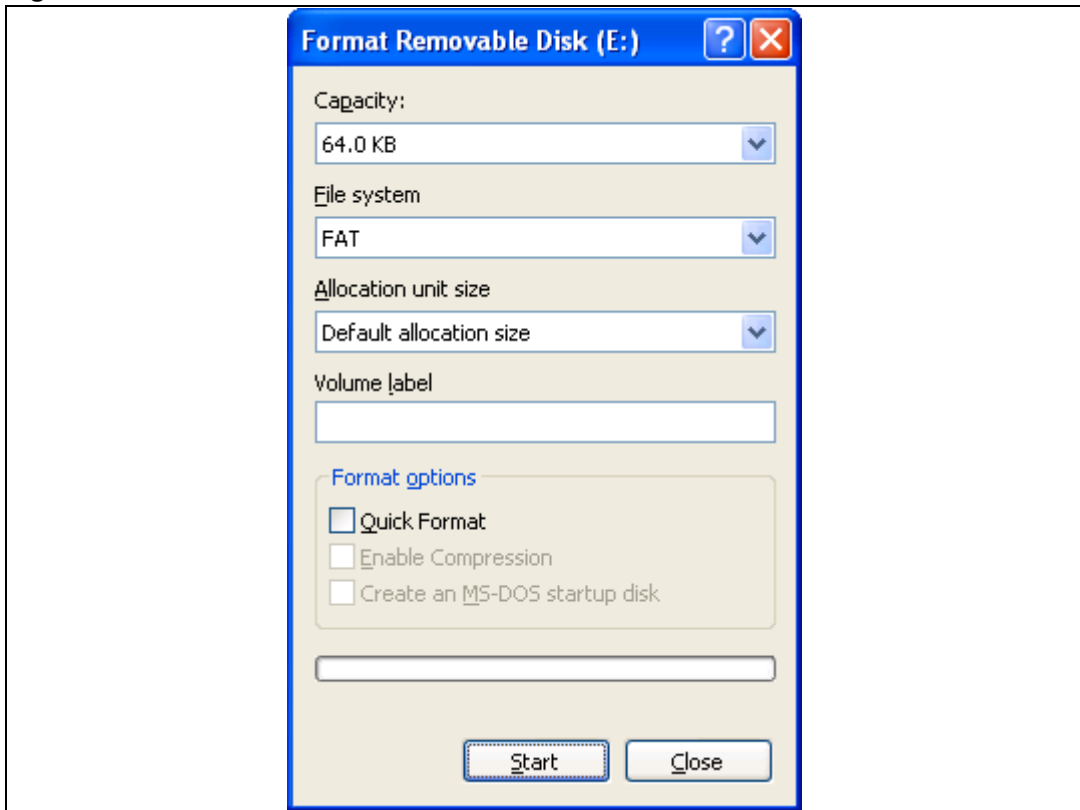 Format Removable Disk (E:)
Capacity:
64.0 KB
File system
FAT
Allocation unit size
Default allocation size
Volume label
Format options
Quick Format
Enable Compression
Create an MS-DOS startup disk
Start Close